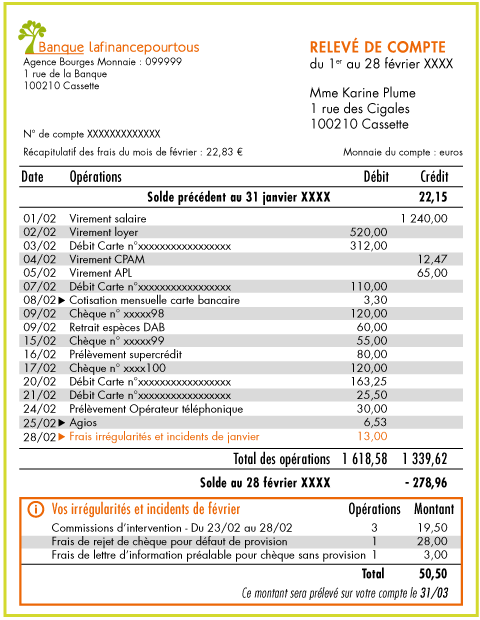 Banque lafinancepourtous
Agence Bourges Monnaie : 099999
1 rue de la Banque
100210 Cassette
RELEVÉ DE COMPTE
du 1er au 28 février XXXX
Mme Karine Plume
1 rue des Cigales
100210 Cassette
N° de compte XXXXXXXXXXXXX
Récapitulatif des frais du mois de février : 22,83 € Monnaie du compte : euros
Date Opérations Débit Crédit
Solde précédent au 31 janvier XXXX 22,15
01/02 Virement salaire 1 240,00
02/02 Virement loyer 520,00
03/02 Débit Carte n°xxxxxxxxxxxxxxxxx 312,00
04/02 Virement CPAM 12,47
05/02 Virement APL 65,00
07/02 Débit Carte n°xxxxxxxxxxxxxxxxx 110,00
08/02 ▶ Cotisation mensuelle carte bancaire 3,30
09/02 Chèque n° xxxxx98 120,00
09/02 Retrait espèces DAB 60,00
15/02 Chèque n° xxxxx99 55,00
16/02 Prélèvement supercrédit 80,00
17/02 Chèque n° xxxx100 120,00
20/02 Débit Carte n°xxxxxxxxxxxxxxxxx 163,25
21/02 Débit Carte n°xxxxxxxxxxxxxxxxx 25,50
24/02 Prélèvement Opérateur téléphonique 30,00
25/02 ▶ Agios 6,53
28/02 ▶ Frais irrégularités et incidents de janvier 13,00
Total des opérations 1 618,58 1 339,62
Solde au 28 février XXXX - 278,96
i Vos irrégularités et incidents de février Opérations Montant
Commissions d'intervention - Du 23/02 au 28/02 3 19,50
Frais de rejet de chèque pour défaut de provision 1 28,00
Frais de lettre d'information préalable pour chèque sans provision 1 3,00
Total 50,50
Ce montant sera prélevé sur votre compte le 31/03